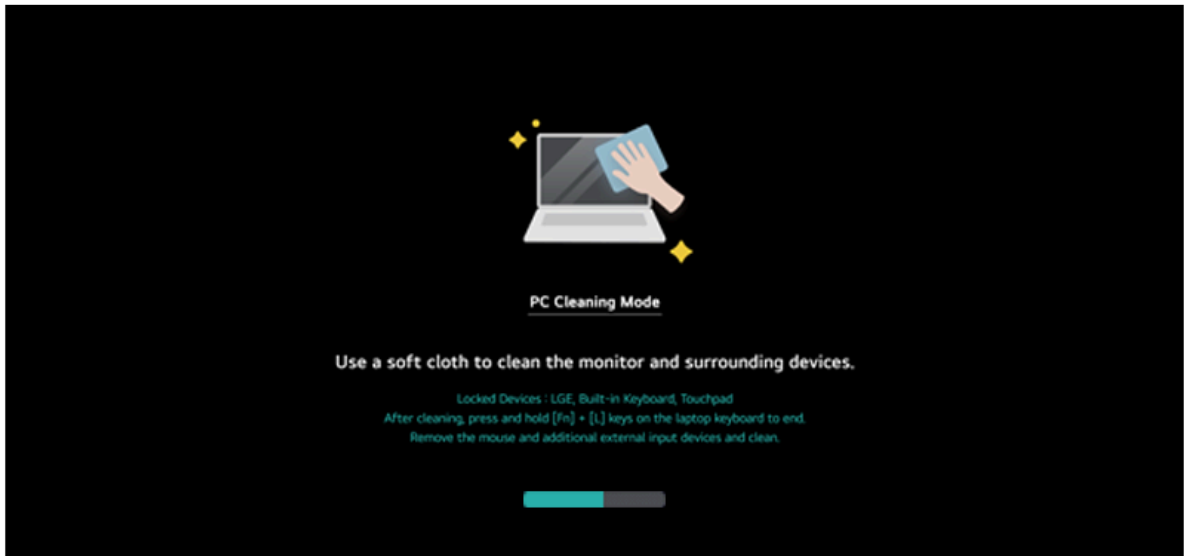 PC Cleaning Mode
Use a soft cloth to clean the monitor and surrounding devices.
Locked Devices : LGE, Built-in Keyboard, Touchpad
After cleaning, press and hold [Fn] + [L] keys on the laptop keyboard to end.
Remove the mouse and additional external input devices and clean.